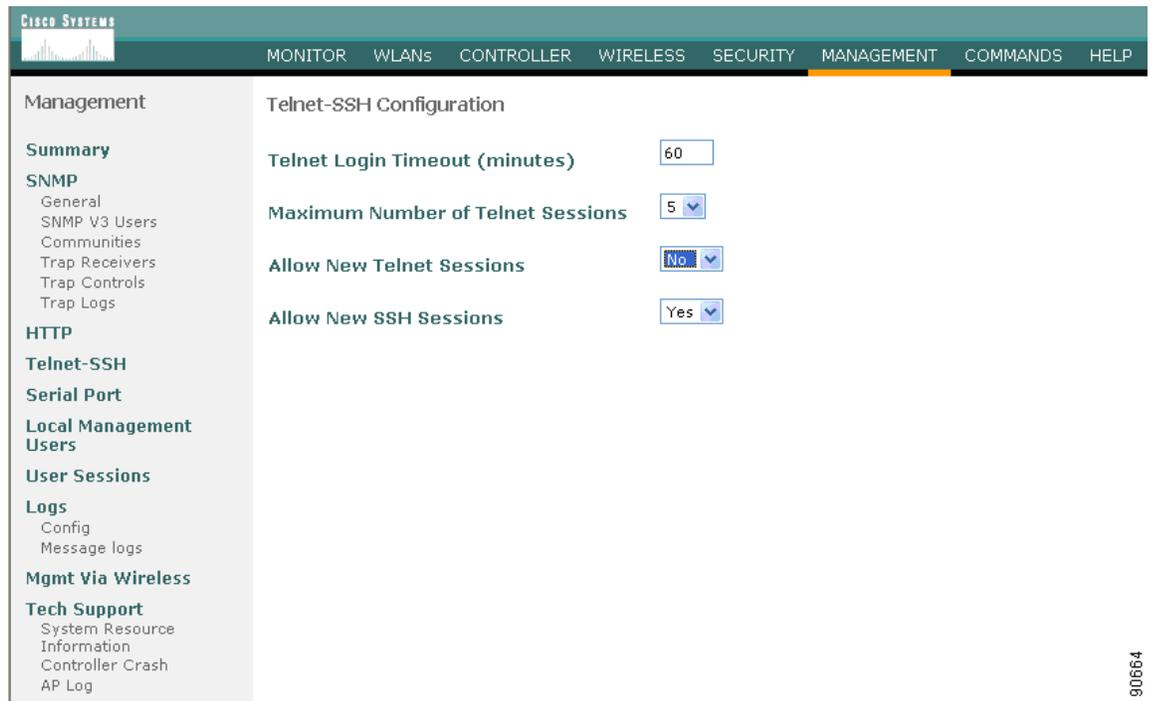 CISCO SYSTEMS
MONITOR WLANs CONTROLLER WIRELESS SECURITY MANAGEMENT COMMANDS HELP
Management
Summary
SNMP
General
SNMP V3 Users
Communities
Trap Receivers
Trap Controls
Trap Logs
HTTP
Telnet-SSH
Serial Port
Local Management
Users
User Sessions
Logs
Config
Message logs
Mgmt Via Wireless
Tech Support
System Resource
Information
Controller Crash
AP Log
Telnet-SSH Configuration
Telnet Login Timeout (minutes) 60
Maximum Number of Telnet Sessions 5
Allow New Telnet Sessions No
Allow New SSH Sessions Yes
90664